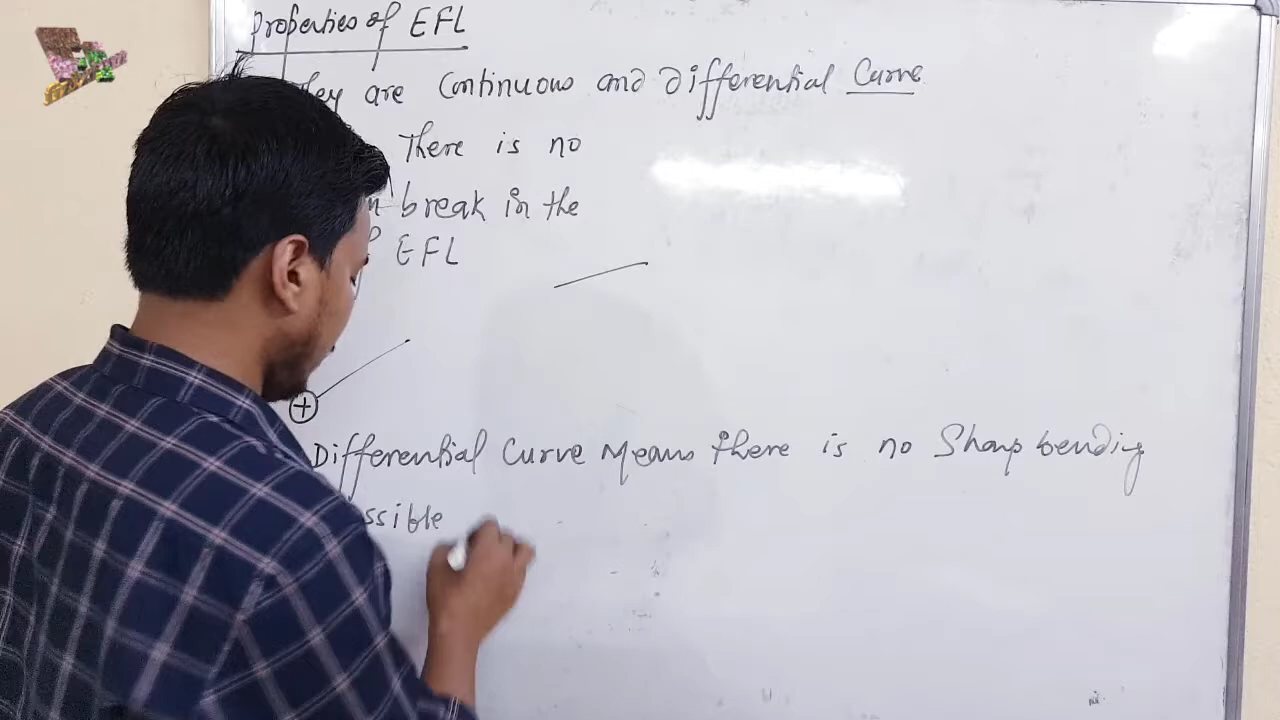 Properties of EFL
they are Continuous and Differential Curve
There is no
break in the
EFL
+
Differential Curve Means there is no Sharp bending
ssible